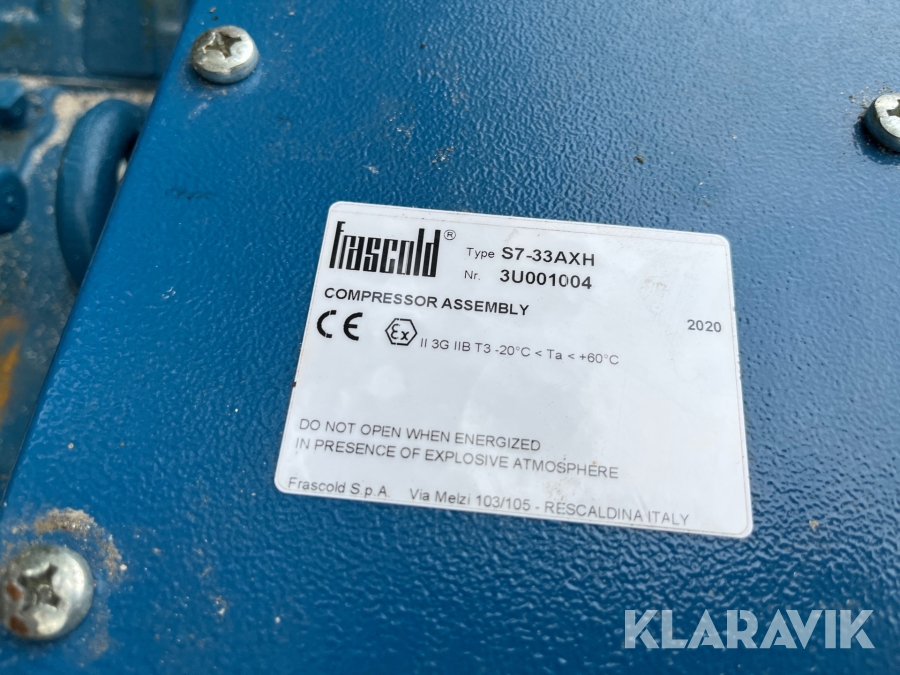 frascold® Type S7-33AXH
Nr. 3U001004
COMPRESSOR ASSEMBLY
2020
CE Ex II 3G IIB T3 -20°C < Ta < +60°C
DO NOT OPEN WHEN ENERGIZED
IN PRESENCE OF EXPLOSIVE ATMOSPHERE
Frascold S.p.A. Via Melzi 103/105 - RESCALDINA ITALY
KLARAVIK